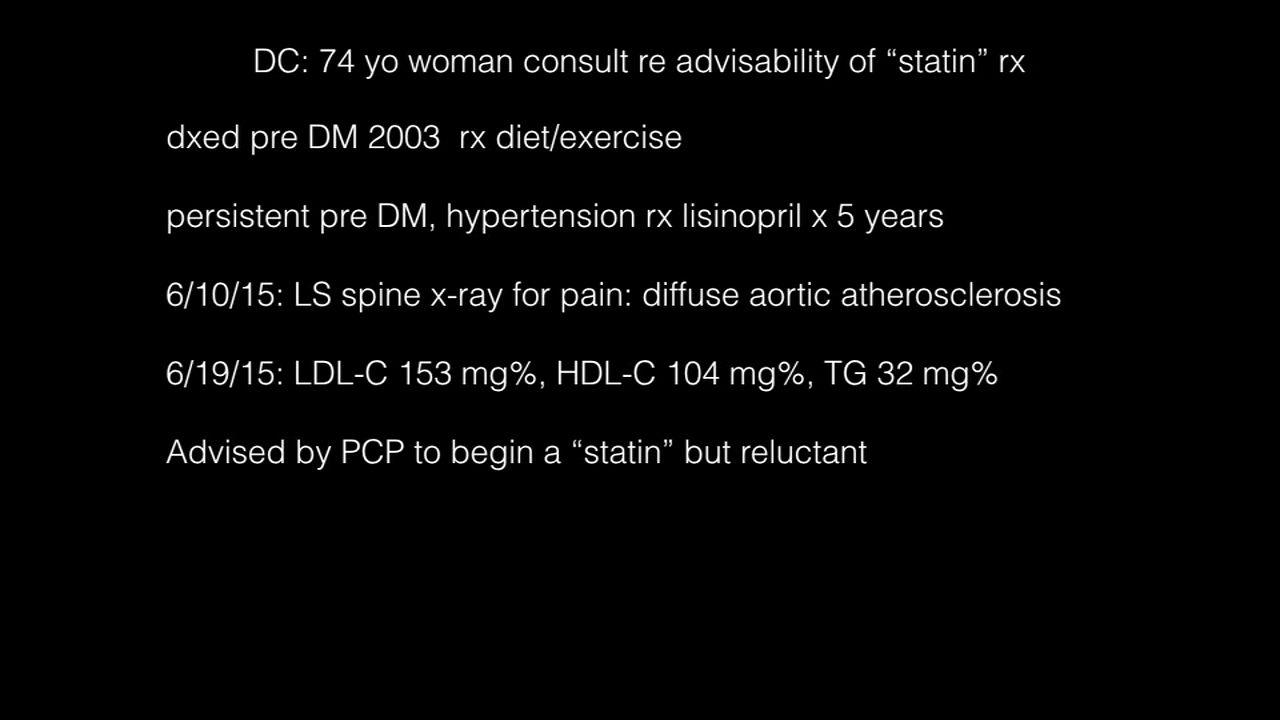 DC: 74 yo woman consult re advisability of “statin” rx
dxed pre DM 2003  rx diet/exercise
persistent pre DM, hypertension rx lisinopril x 5 years
6/10/15: LS spine x-ray for pain: diffuse aortic atherosclerosis
6/19/15: LDL-C 153 mg%, HDL-C 104 mg%, TG 32 mg%
Advised by PCP to begin a “statin” but reluctant